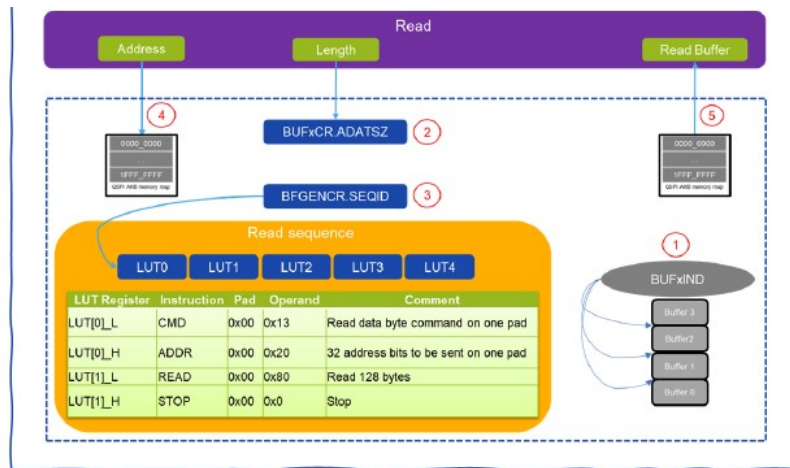 Read
Address
Length
Read Buffer
4
5
BUFxCR.ADATSZ
2
0000_0000
...
1FFF_FFFF
QSPI AHB memory map
0000_0000
...
1FFF_FFFF
QSPI AHB memory map
BFGENCR.SEQID
3
Read sequence
LUT0 LUT1 LUT2 LUT3 LUT4
LUT Register Instruction Pad Operand Comment
LUT[0]_L CMD 0x00 0x13 Read data byte command on one pad
LUT[0]_H ADDR 0x00 0x20 32 address bits to be sent on one pad
LUT[1]_L READ 0x00 0x80 Read 128 bytes
LUT[1]_H STOP 0x00 0x0 Stop
1
BUFxIND
Buffer 3
Buffer2
Buffer 1
Buffer 0